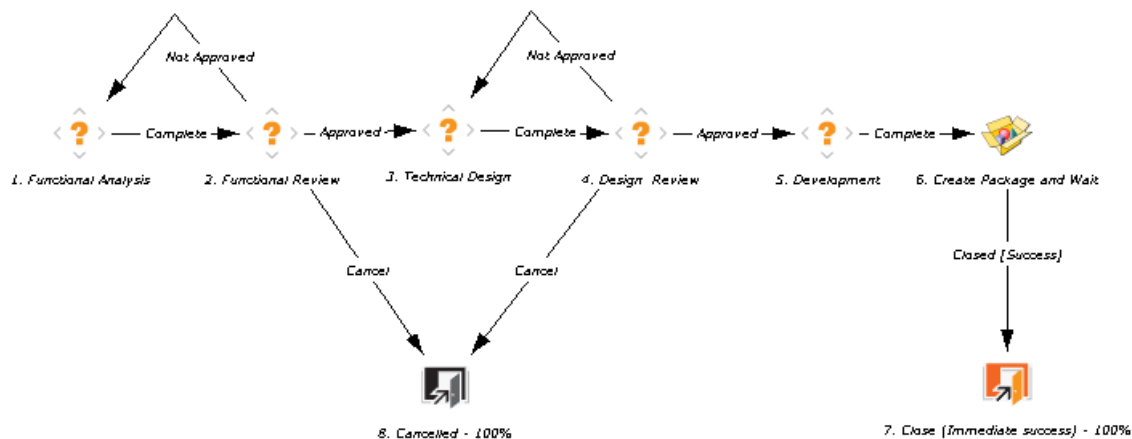 Not Approved
Not Approved
Complete
Approved
Complete
Approved
Complete
1. Functional Analysis
2. Functional Review
3. Technical Design
4. Design Review
5. Development
6. Create Package and Wait
Cancel
Cancel
Closed [Success]
8. Cancelled - 100%
7. Close (Immediate success) - 100%